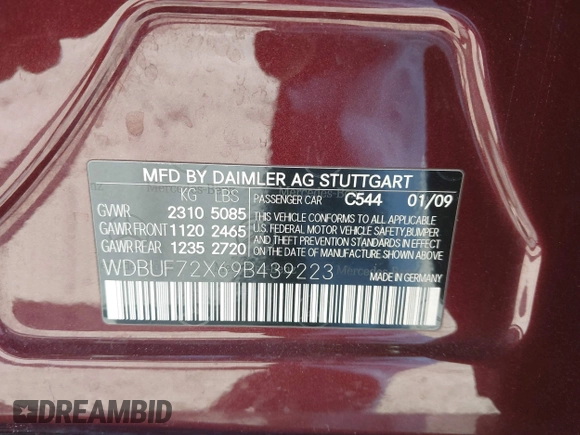 MFD BY DAIMLER AG STUTTGART
KG LBS PASSENGER CAR C544 01/09
GVWR 2310 5085 THIS VEHICLE CONFORMS TO ALL APPLICABLE
GAWR FRONT 1120 2465 U.S. FEDERAL MOTOR VEHICLE SAFETY, BUMPER
GAWR REAR 1235 2720 AND THEFT PREVENTION STANDARDS IN
EFFECT ON THE DATE OF MANUFACTURE
SHOWN ABOVE
WDBUF72X69B439223
MADE IN GERMANY
DREAMBID